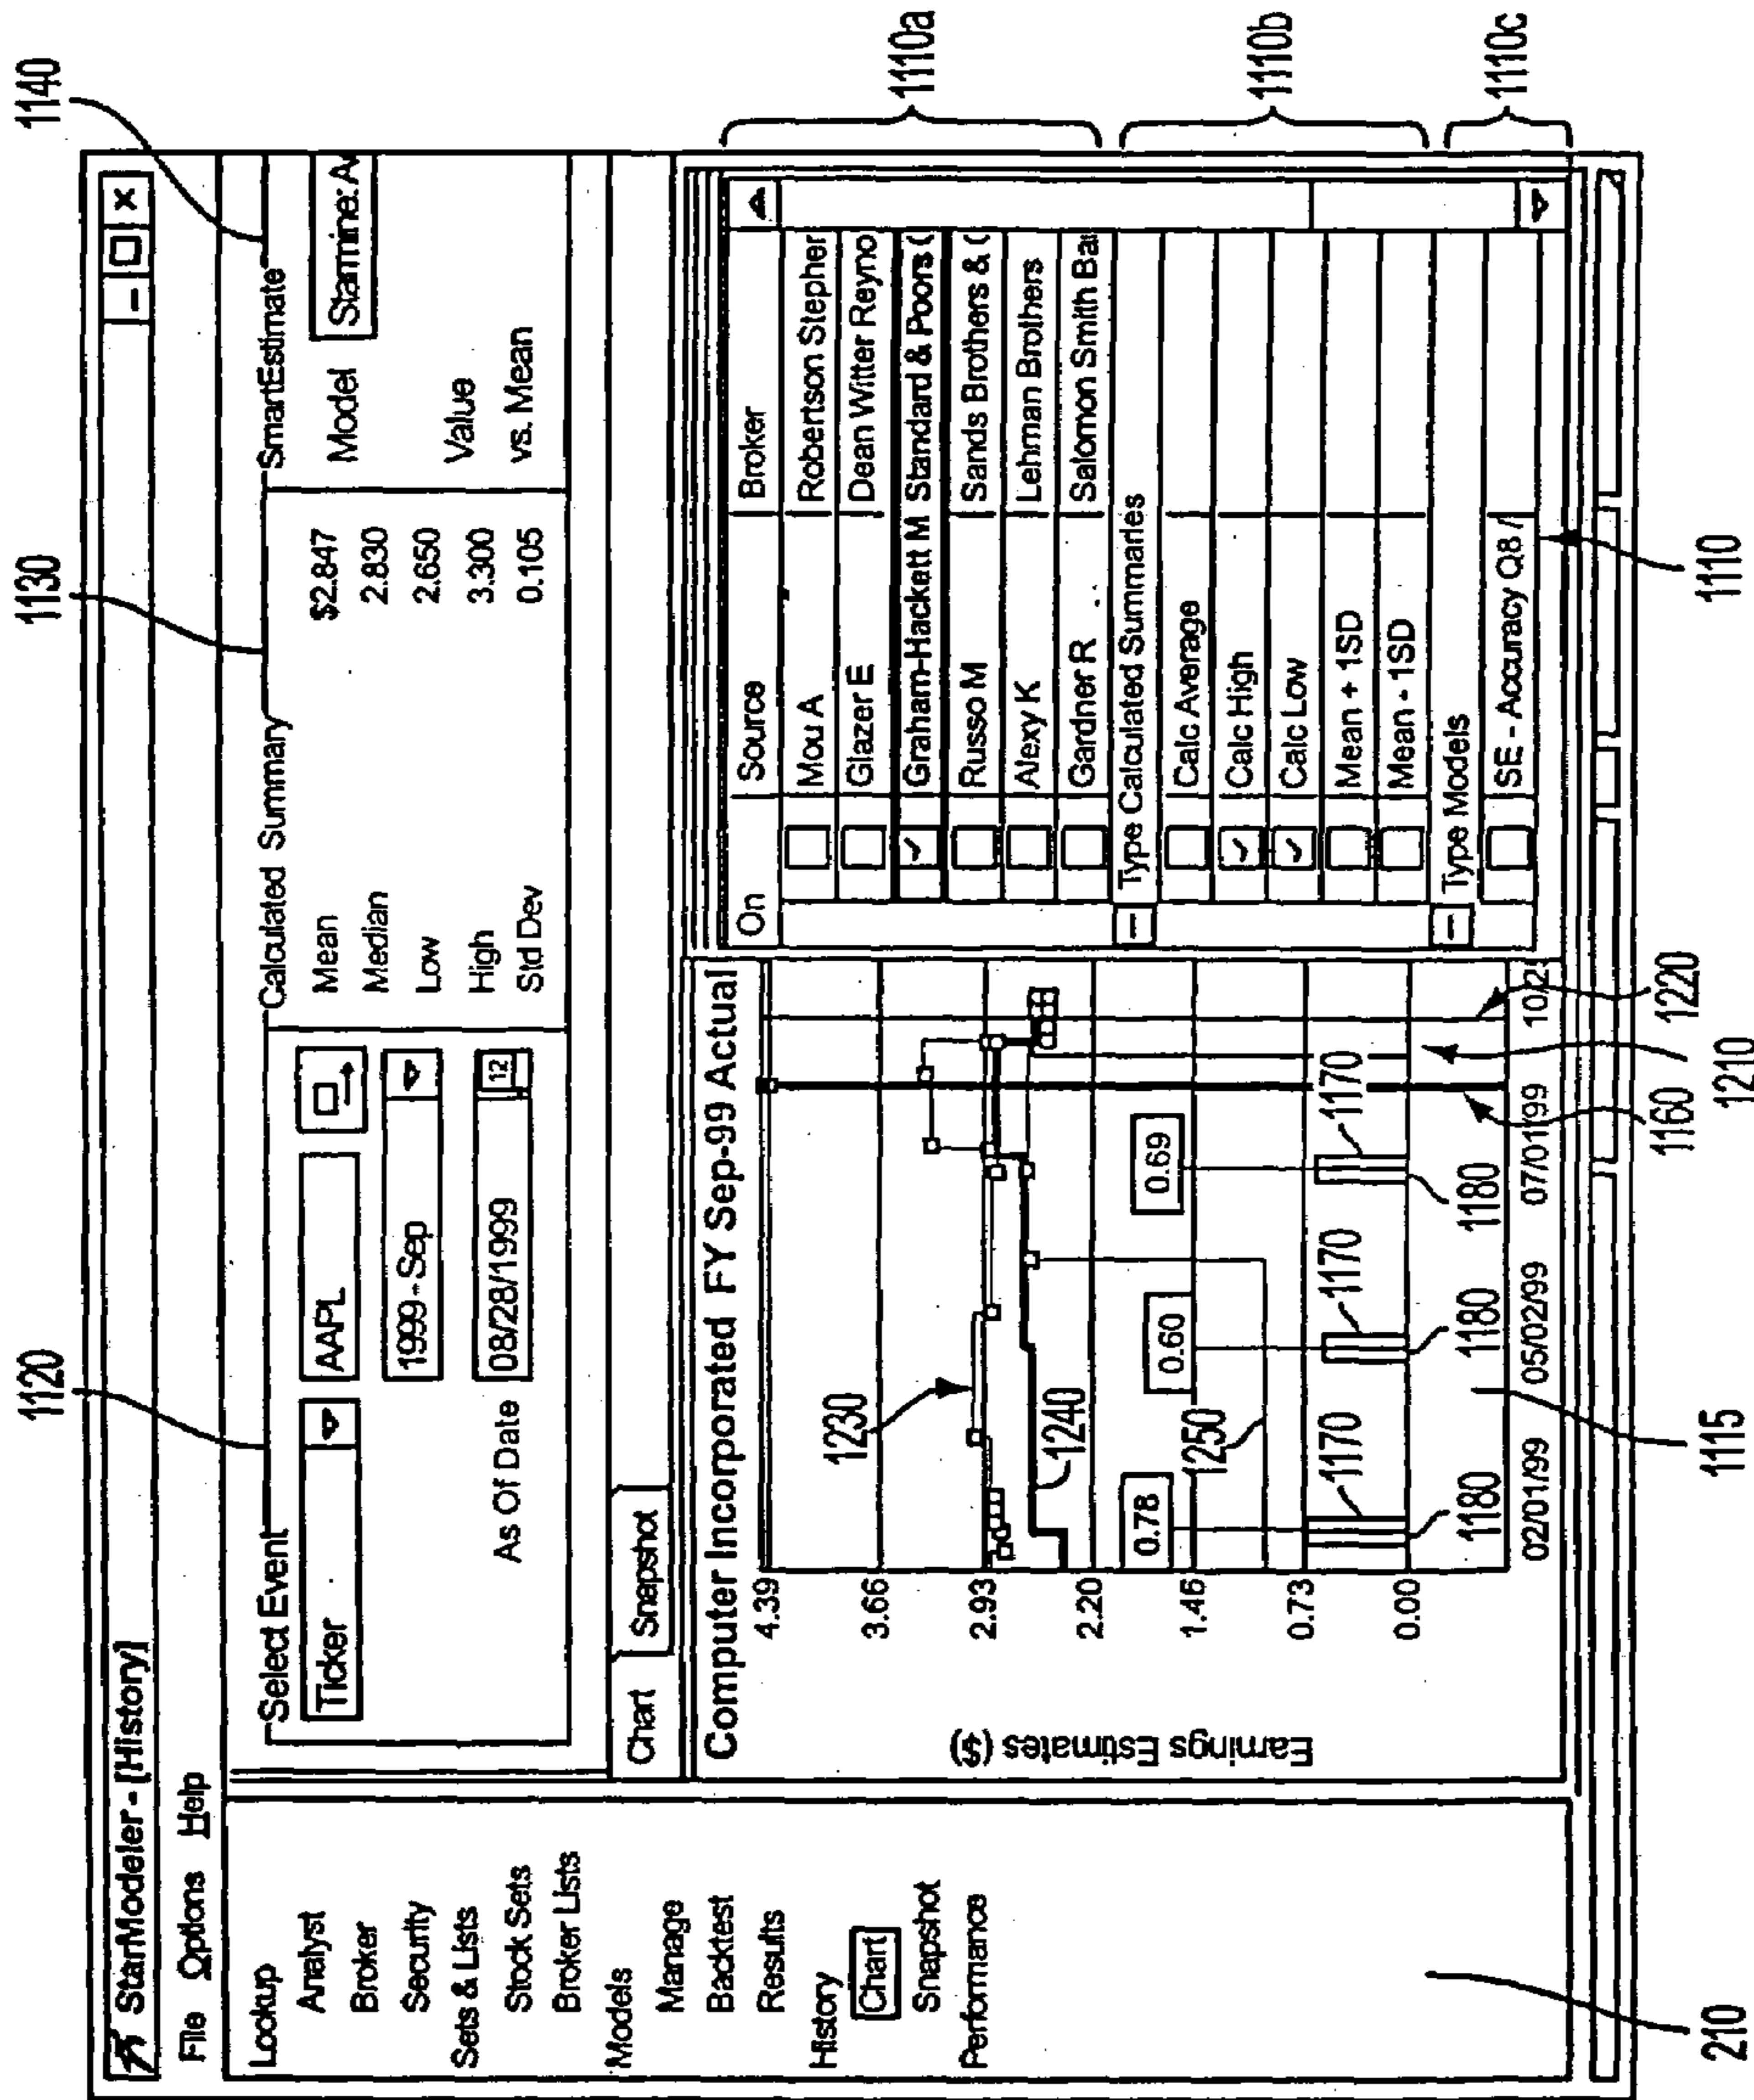 1120
1130
1140
StarModeler - [History]
File Options Help
Lookup
Analyst
Broker
Security
Sets & Lists
Stock Sets
Broker Lists
Models
Manage
Backtest
Results
History
Chart
Snapshot
Performance
210
Select Event
Ticker
AAPL
1999 - Sep
As Of Date
08/28/1999
12
Calculated Summary
Mean $2.847
Median 2.830
Low 2.650
High 3.300
Std Dev 0.105
SmartEstimate
Model Starmine: A
Value
vs. Mean
Chart
Snapshot
Computer Incorporated FY Sep-99 Actual
Earnings Estimates ($)
4.39
3.66
2.93
2.20
1.46
0.73
0.00
1230
1240
1250
0.78
0.60
0.69
1170
1170
1170
1180
1180
1180
02/01/99
05/02/99
07/01/99
10/2
1115
1160
1210
1220
On Source Broker
Mou A Robertson Stepher
Glazer E Dean Witter Reyno
Graham-Hackett M Standard & Poors (
Russo M Sands Brothers & (
Alexy K Lehman Brothers
Gardner R Salomon Smith Ba
Type Calculated Summaries
Calc Average
Calc High
Calc Low
Mean + 1SD
Mean - 1SD
Type Models
SE - Accuracy Q8 /
1110
1110a
1110b
1110c